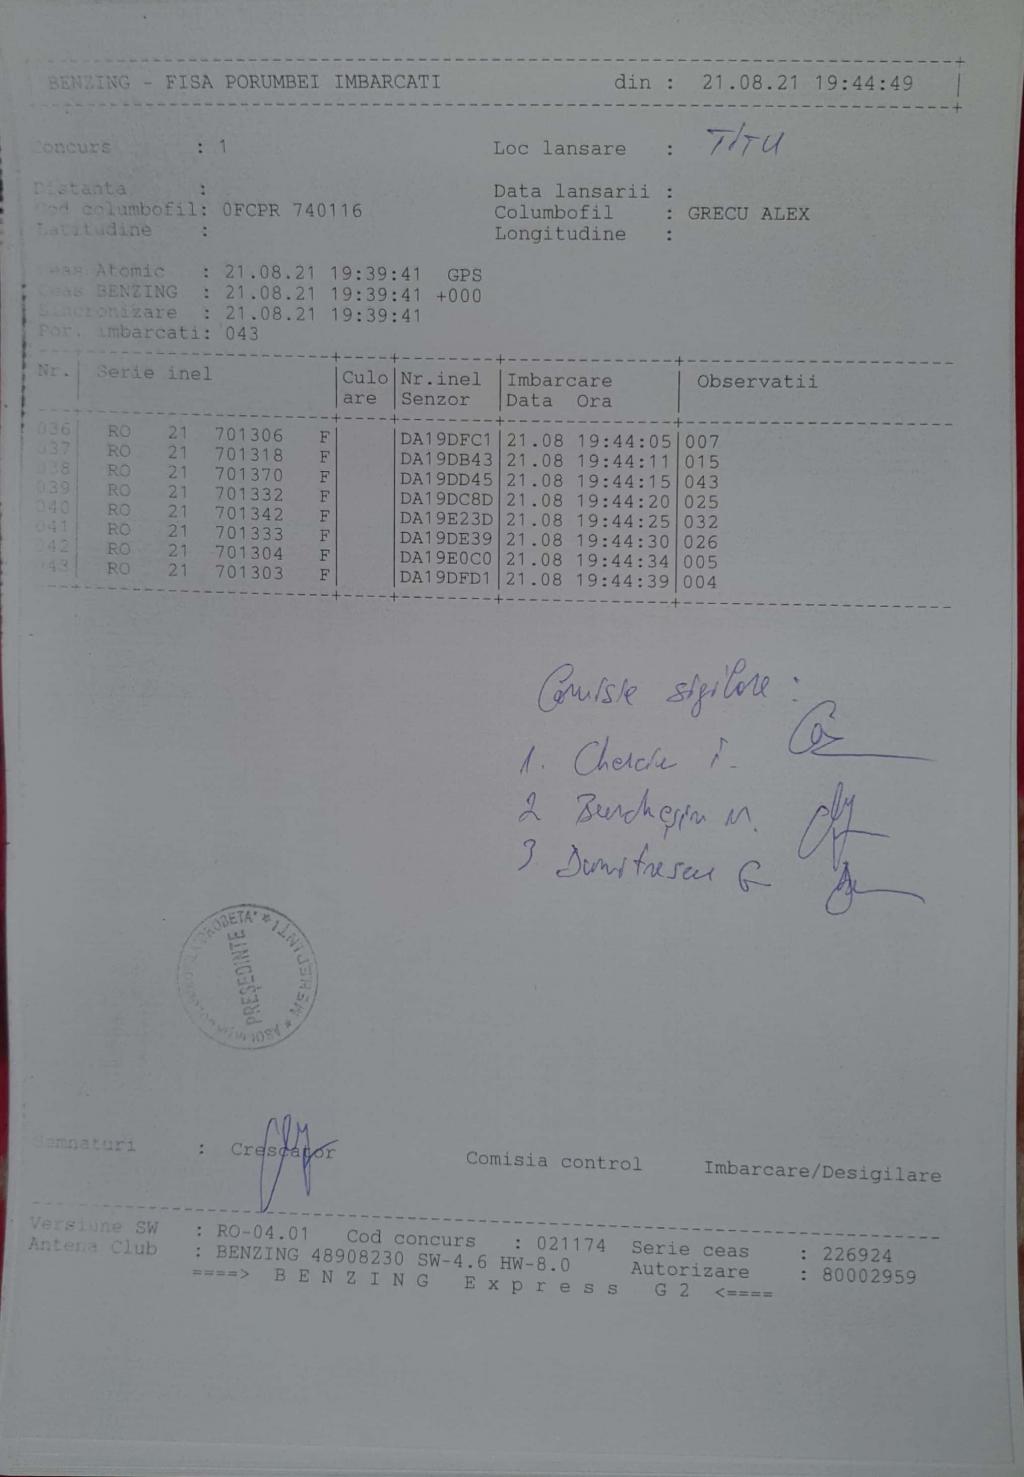 BENZING - FISA PORUMBEI IMBARCATI din : 21.08.21 19:44:49
Concurs : 1 Loc lansare : TITU
Distanta : Data lansarii :
Cod columbofil: 0FCPR 740116 Columbofil : GRECU ALEX
Latitudine : Longitudine :
Ceas Atomic : 21.08.21 19:39:41 GPS
Ceas BENZING : 21.08.21 19:39:41 +000
Sincronizare : 21.08.21 19:39:41
Por. imbarcati: 043
Nr. Serie inel Culo Nr.inel Imbarcare Observatii
are Senzor Data Ora
036 RO 21 701306 F DA19DFC1 21.08 19:44:05 007
037 RO 21 701318 F DA19DB43 21.08 19:44:11 015
038 RO 21 701370 F DA19DD45 21.08 19:44:15 043
039 RO 21 701332 F DA19DC8D 21.08 19:44:20 025
040 RO 21 701342 F DA19E23D 21.08 19:44:25 032
041 RO 21 701333 F DA19DE39 21.08 19:44:30 026
042 RO 21 701304 F DA19E0C0 21.08 19:44:34 005
043 RO 21 701303 F DA19DFD1 21.08 19:44:39 004
Comisie sigilare :
1. Cherciu I.
2 N.
3 Dumitrescu G
DROBETA" * MEHEDINTI *
PREȘEDINTE
Semnaturi : Crescator Comisia control Imbarcare/Desigilare
Versiune SW : RO-04.01 Cod concurs : 021174 Serie ceas : 226924
Antena Club : BENZING 48908230 SW-4.6 HW-8.0 Autorizare : 80002959
====> B E N Z I N G E x p r e s s G 2 <====